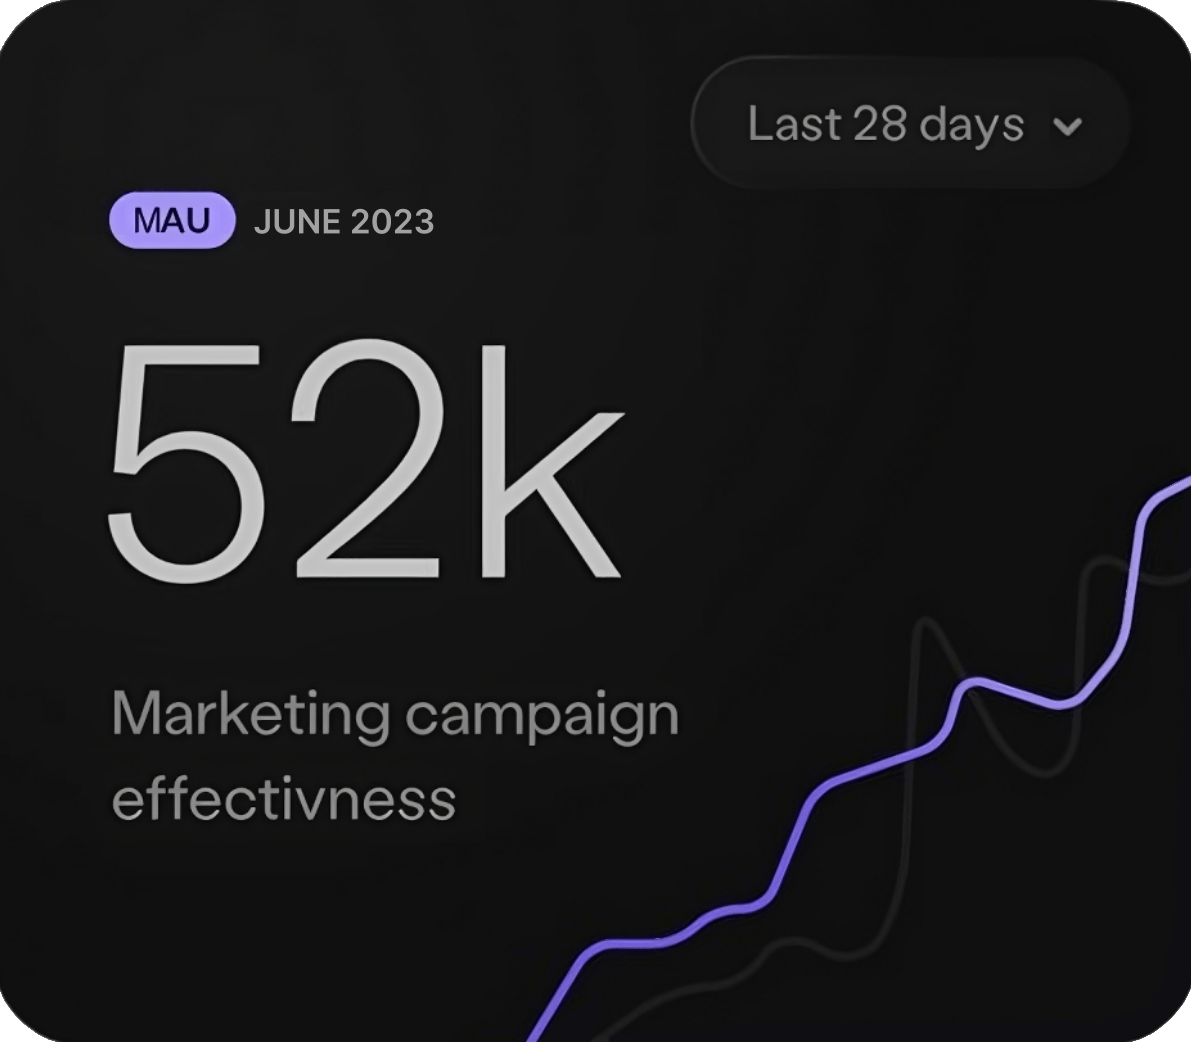 Last 28 days
MAU JUNE 2023
52k
Marketing campaign
effectivness